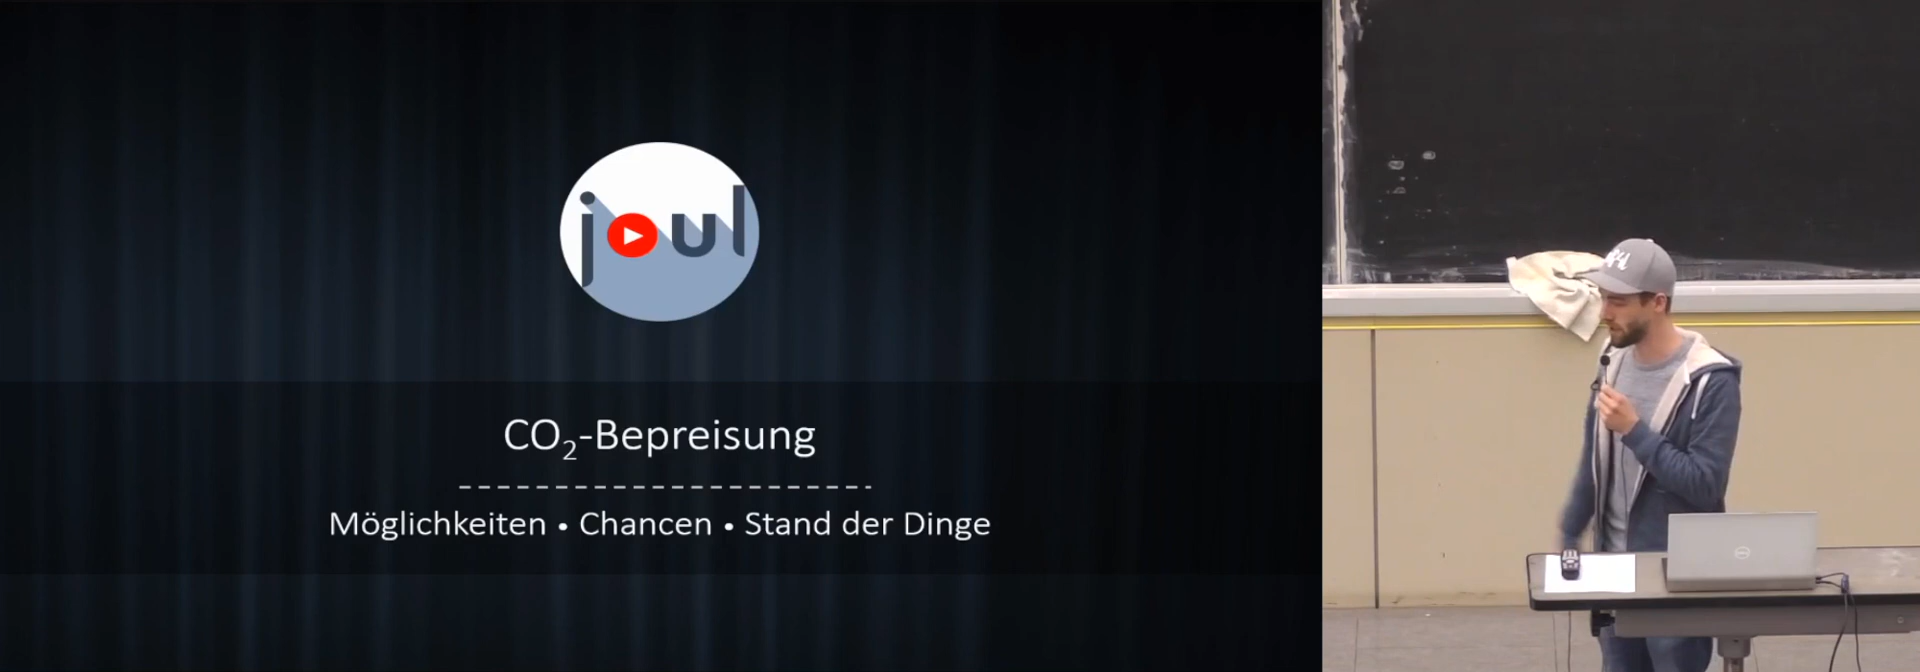 joul
CO₂-Bepreisung
Möglichkeiten • Chancen • Stand der Dinge